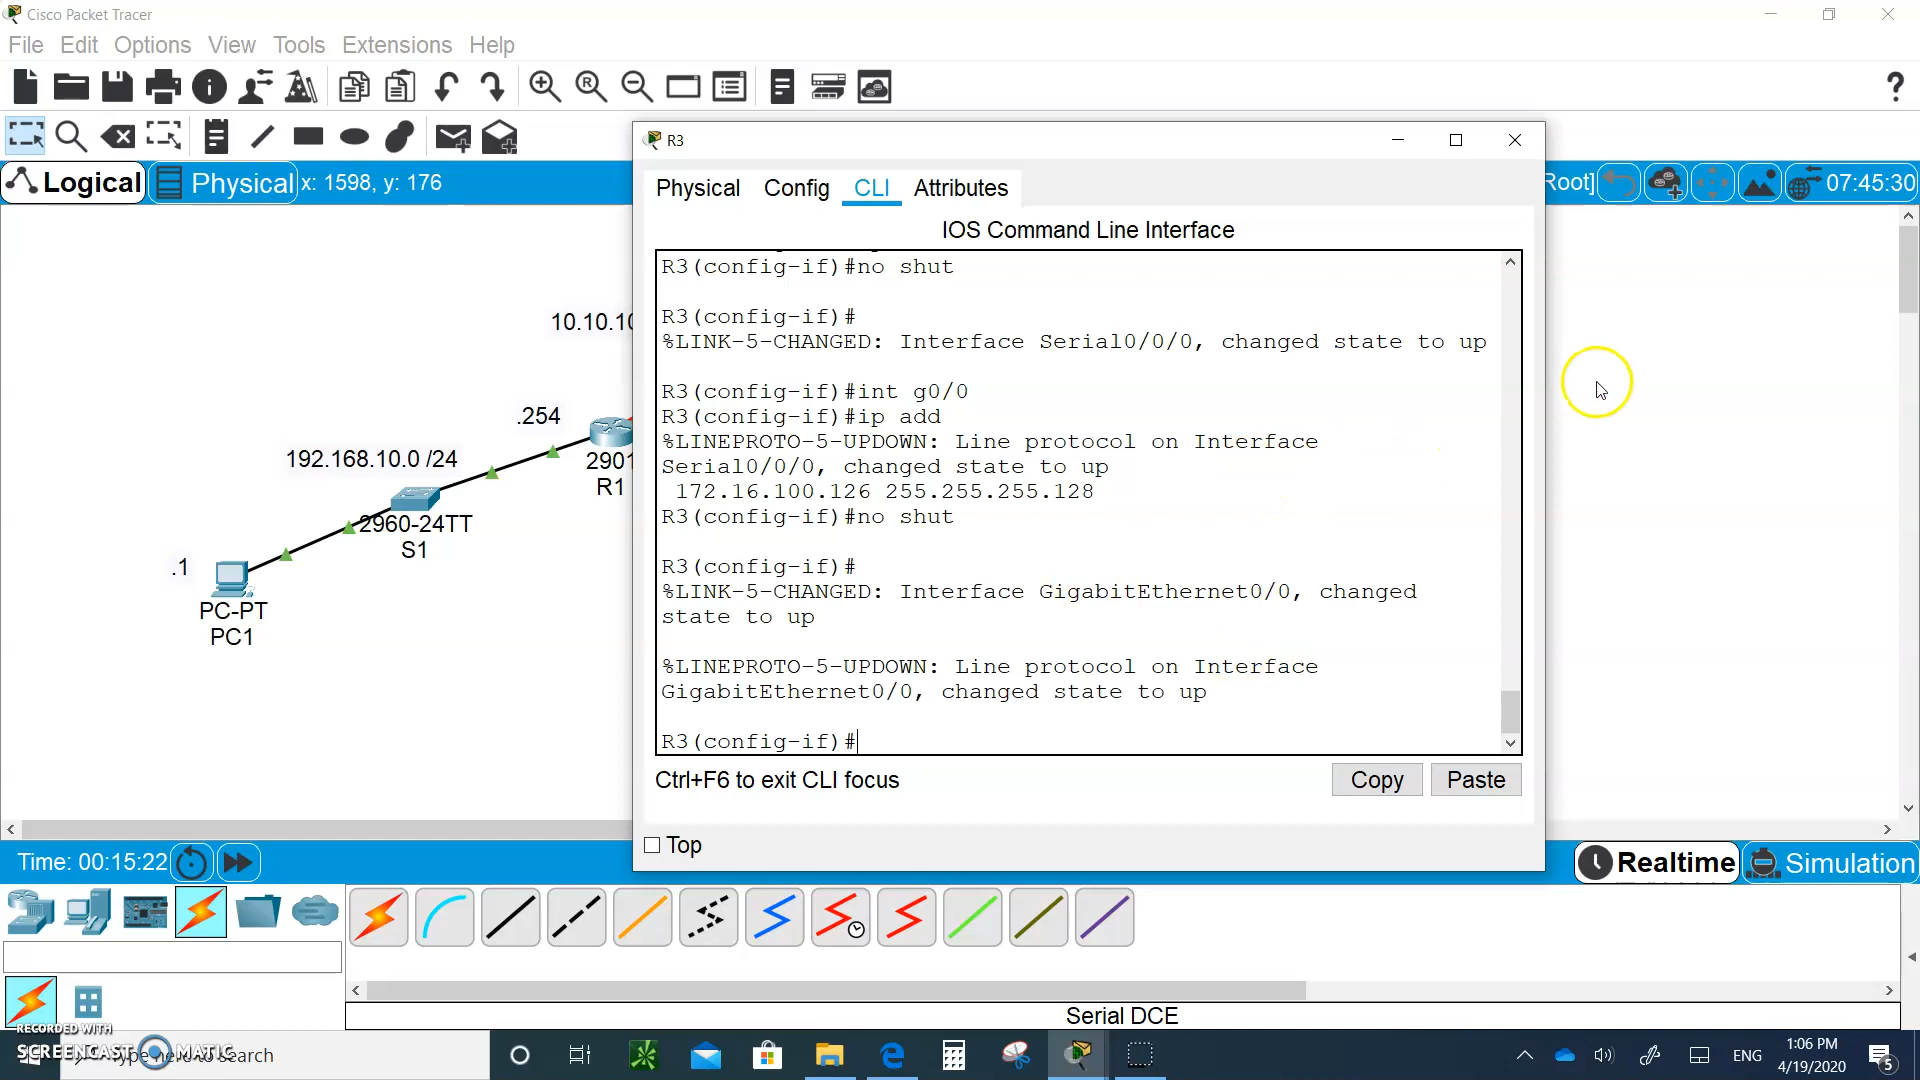 Cisco Packet Tracer
File Edit Options View Tools Extensions Help
?
R3
Logical Physical x: 1598, y: 176
Root] 07:45:30
Physical Config CLI Attributes
IOS Command Line Interface
R3(config-if)#no shut
R3(config-if)#
%LINK-5-CHANGED: Interface Serial0/0/0, changed state to up
R3(config-if)#int g0/0
R3(config-if)#ip add
%LINEPROTO-5-UPDOWN: Line protocol on Interface
Serial0/0/0, changed state to up
172.16.100.126 255.255.255.128
R3(config-if)#no shut
R3(config-if)#
%LINK-5-CHANGED: Interface GigabitEthernet0/0, changed
state to up
%LINEPROTO-5-UPDOWN: Line protocol on Interface
GigabitEthernet0/0, changed state to up
R3(config-if)#
Ctrl+F6 to exit CLI focus
Copy Paste
Top
10.10.10
.254
192.168.10.0 /24
2901
R1
2960-24TT
S1
.1
PC-PT
PC1
Time: 00:15:22
Realtime Simulation
Serial DCE
RECORDED WITH
SCREENCAST MATIC
Type here to search
ENG
1:06 PM
4/19/2020
5